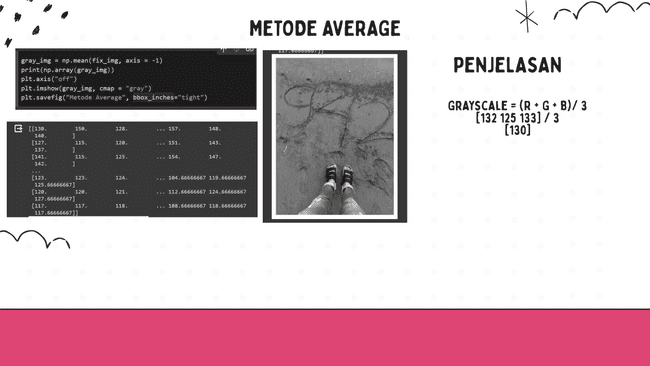 METODE AVERAGE
gray_img = np.mean(fix_img, axis = -1)
print(np.array(gray_img))
plt.axis("off")
plt.imshow(gray_img, cmap = "gray")
plt.savefig("Metode Average", bbox_inches="tight")
[[130. 150. 128. ... 157. 148.
140. ]
[127. 115. 120. ... 151. 143.
137. ]
[141. 115. 123. ... 154. 147.
142. ]
...
[123. 123. 124. ... 104.66666667 119.66666667
125.66666667]
[120. 120. 121. ... 112.66666667 124.66666667
127.66666667]
[117. 117. 118. ... 108.66666667 118.66666667
117.66666667]]
PENJELASAN
GRAYSCALE = (R + G + B)/ 3
[132 125 133] / 3
[130]